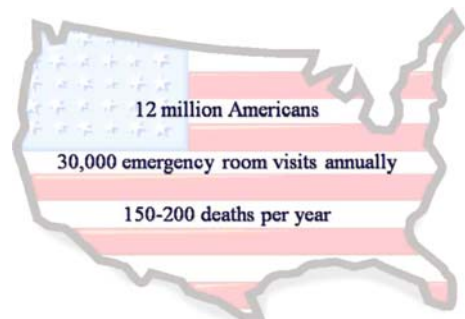 12 million Americans
30,000 emergency room visits annually
150-200 deaths per year